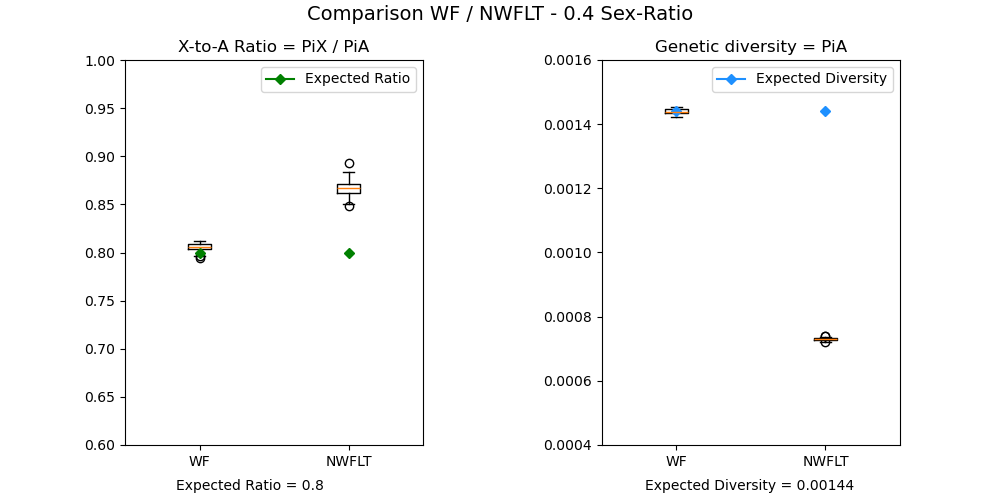 Comparison WF / NWFLT - 0.4 Sex-Ratio
X-to-A Ratio = PiX / PiA
Expected Ratio
1.00
0.95
0.90
0.85
0.80
0.75
0.70
0.65
0.60
WF
NWFLT
Expected Ratio = 0.8
Genetic diversity = PiA
Expected Diversity
0.0016
0.0014
0.0012
0.0010
0.0008
0.0006
0.0004
WF
NWFLT
Expected Diversity = 0.00144